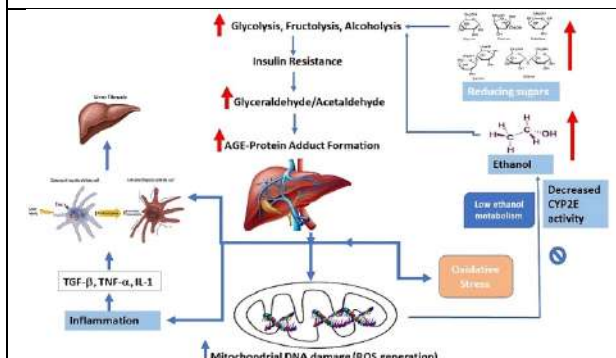 Glycolysis, Fructolysis, Alcoholysis
Insulin Resistance
Glyceraldehyde/Acetaldehyde
AGE-Protein Adduct Formation
Reducing sugars
Ethanol
Low ethanol
metabolism
Decreased
CYP2E
activity
Liver Fibrosis
TGF-β, TNF-α, IL-1
Inflammation
Oxidative
Stress
Mitochondrial DNA damage (ROS generation)